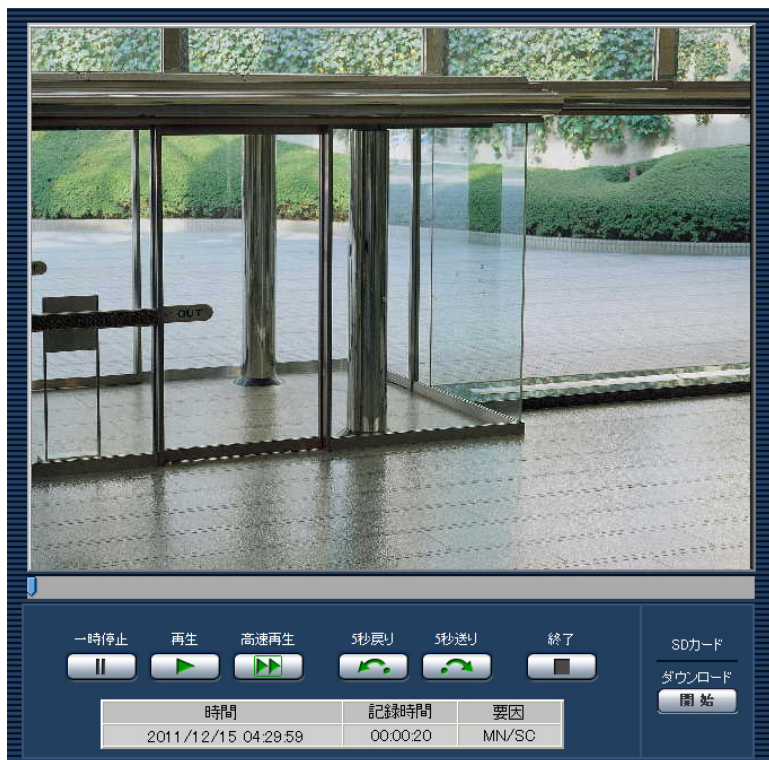 OUT
一時停止 再生 高速再生 5秒戻り 5秒送り 終了
SDカード
ダウンロード
開始
時間 記録時間 要因
2011/12/15 04:29:59 00:00:20 MN/SC